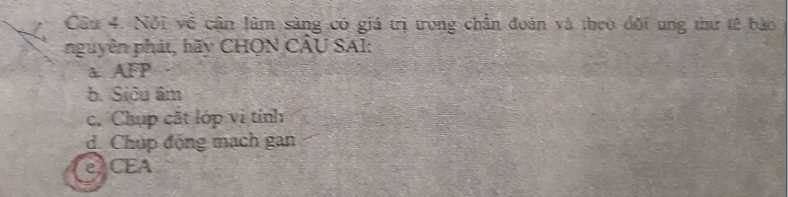 Câu 4. Nói về cận lâm sàng có giá trị trong chẩn đoán và theo dõi ung thư tế bào
nguyên phát, hãy CHỌN CÂU SAI:
a. AFP
b. Siêu âm
c. Chụp cắt lớp vi tính
d. Chụp động mạch gan
e. CEA